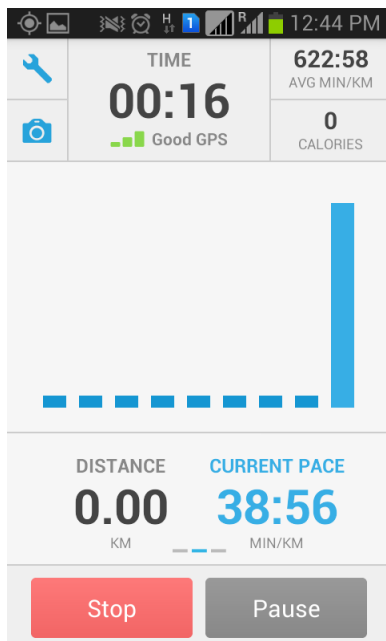 H 1 R 12:44 PM
TIME
00:16
Good GPS
622:58
AVG MIN/KM
0
CALORIES
DISTANCE
0.00
KM
CURRENT PACE
38:56
MIN/KM
Stop
Pause